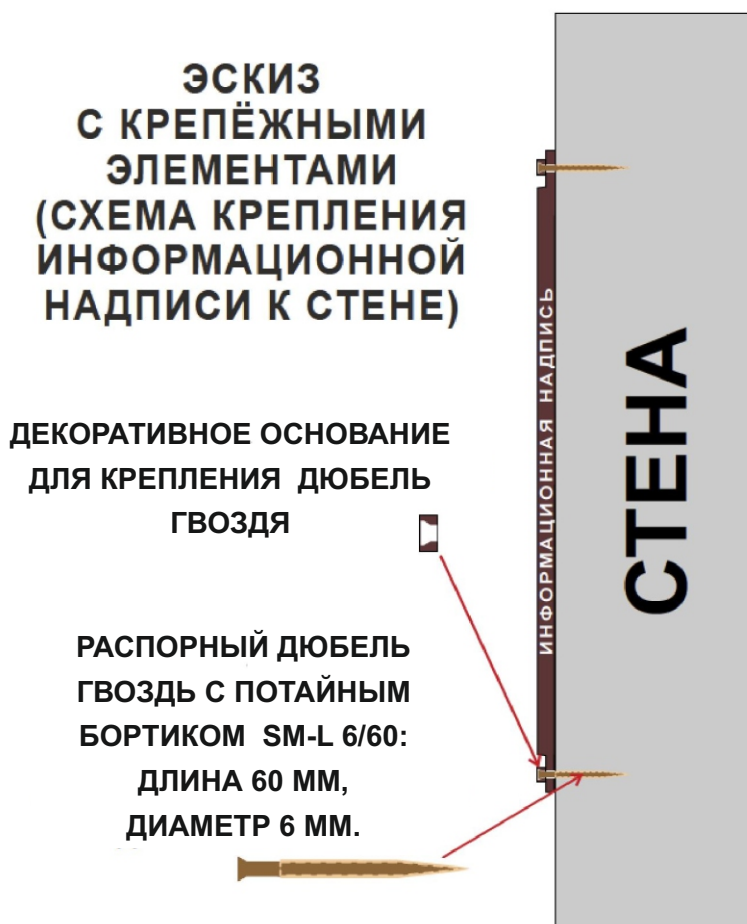 ЭСКИЗ
С КРЕПЁЖНЫМИ
ЭЛЕМЕНТАМИ
(СХЕМА КРЕПЛЕНИЯ
ИНФОРМАЦИОННОЙ
НАДПИСИ К СТЕНЕ)
ДЕКОРАТИВНОЕ ОСНОВАНИЕ
ДЛЯ КРЕПЛЕНИЯ ДЮБЕЛЬ
ГВОЗДЯ
РАСПОРНЫЙ ДЮБЕЛЬ
ГВОЗДЬ С ПОТАЙНЫМ
БОРТИКОМ SM-L 6/60:
ДЛИНА 60 ММ,
ДИАМЕТР 6 ММ.
ИНФОРМАЦИОННАЯ НАДПИСЬ
СТЕНА